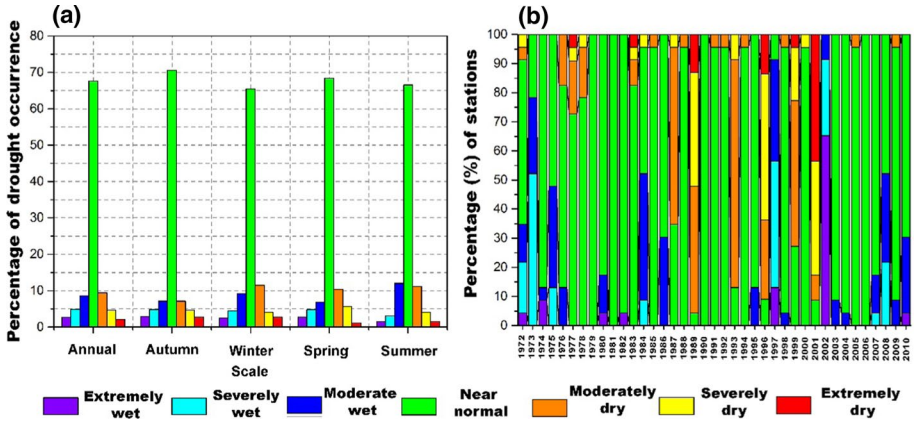 (a)
Percentage of drought occurrence
80
70
60
50
40
30
20
10
0
Annual
Autumn
Winter
Spring
Summer
Scale
(b)
Percentage (%) of stations
100
90
80
70
60
50
40
30
20
10
0
1972
1973
1974
1975
1976
1977
1978
1979
1980
1981
1982
1983
1984
1985
1986
1987
1988
1989
1990
1991
1992
1993
1994
1995
1996
1997
1998
1999
2000
2001
2002
2003
2004
2005
2006
2007
2008
2009
2010
Extremely
wet
Severely
wet
Moderate
wet
Near
normal
Moderately
dry
Severely
dry
Extremely
dry